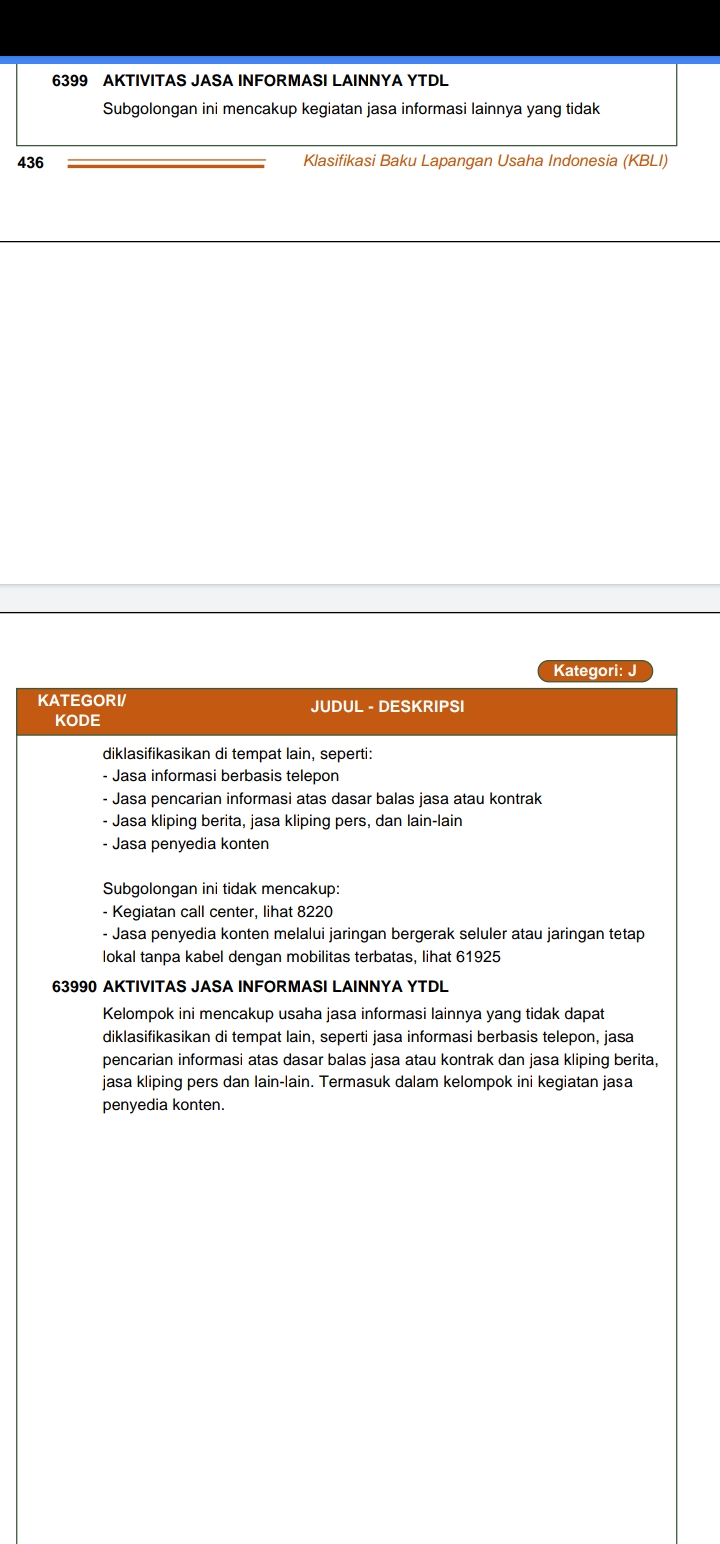 6399 AKTIVITAS JASA INFORMASI LAINNYA YTDL
Subgolongan ini mencakup kegiatan jasa informasi lainnya yang tidak
436 Klasifikasi Baku Lapangan Usaha Indonesia (KBLI)
Kategori: J
KATEGORI/
KODE
JUDUL - DESKRIPSI
diklasifikasikan di tempat lain, seperti:
- Jasa informasi berbasis telepon
- Jasa pencarian informasi atas dasar balas jasa atau kontrak
- Jasa kliping berita, jasa kliping pers, dan lain-lain
- Jasa penyedia konten
Subgolongan ini tidak mencakup:
- Kegiatan call center, lihat 8220
- Jasa penyedia konten melalui jaringan bergerak seluler atau jaringan tetap
lokal tanpa kabel dengan mobilitas terbatas, lihat 61925
63990 AKTIVITAS JASA INFORMASI LAINNYA YTDL
Kelompok ini mencakup usaha jasa informasi lainnya yang tidak dapat
diklasifikasikan di tempat lain, seperti jasa informasi berbasis telepon, jasa
pencarian informasi atas dasar balas jasa atau kontrak dan jasa kliping berita,
jasa kliping pers dan lain-lain. Termasuk dalam kelompok ini kegiatan jasa
penyedia konten.